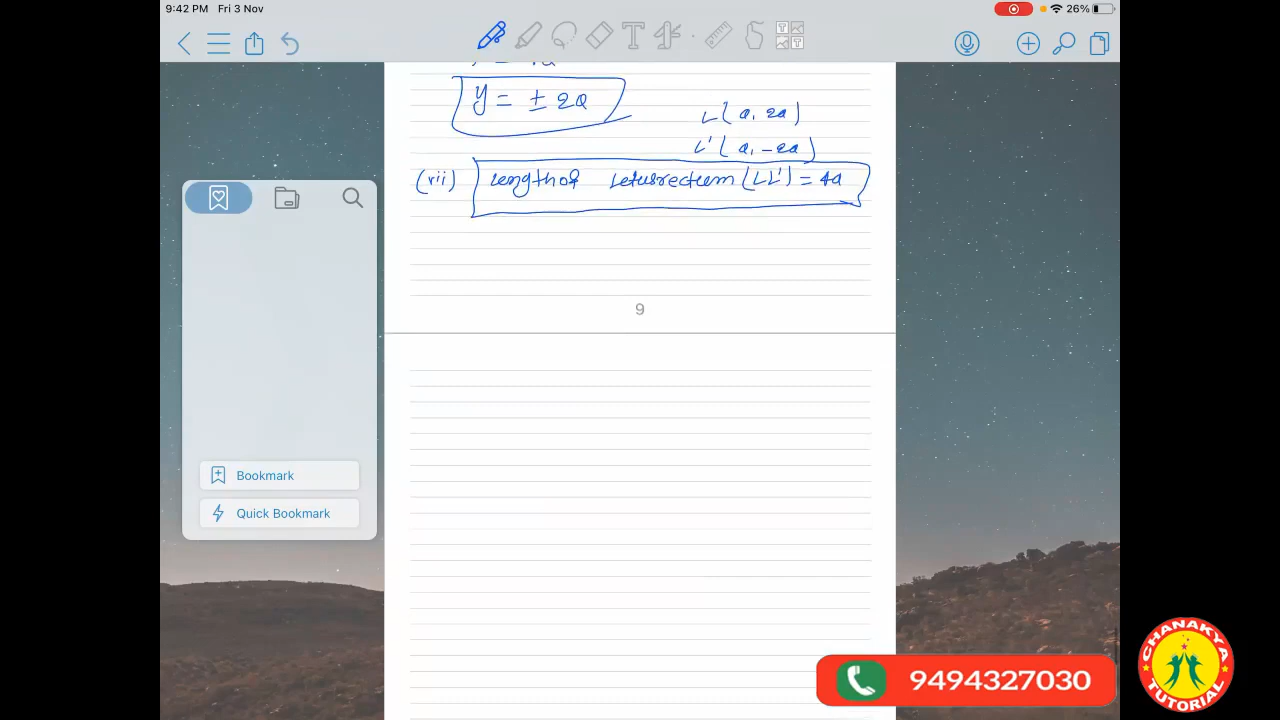 9:42 PM Fri 3 Nov
26%
y = ± 2a
L( a, 2a)
L'( a, -2a)
(vii) length of letusrectum (LL') = 4a
9
Bookmark
Quick Bookmark
9494327030
CHANAKYA
TUTORIAL